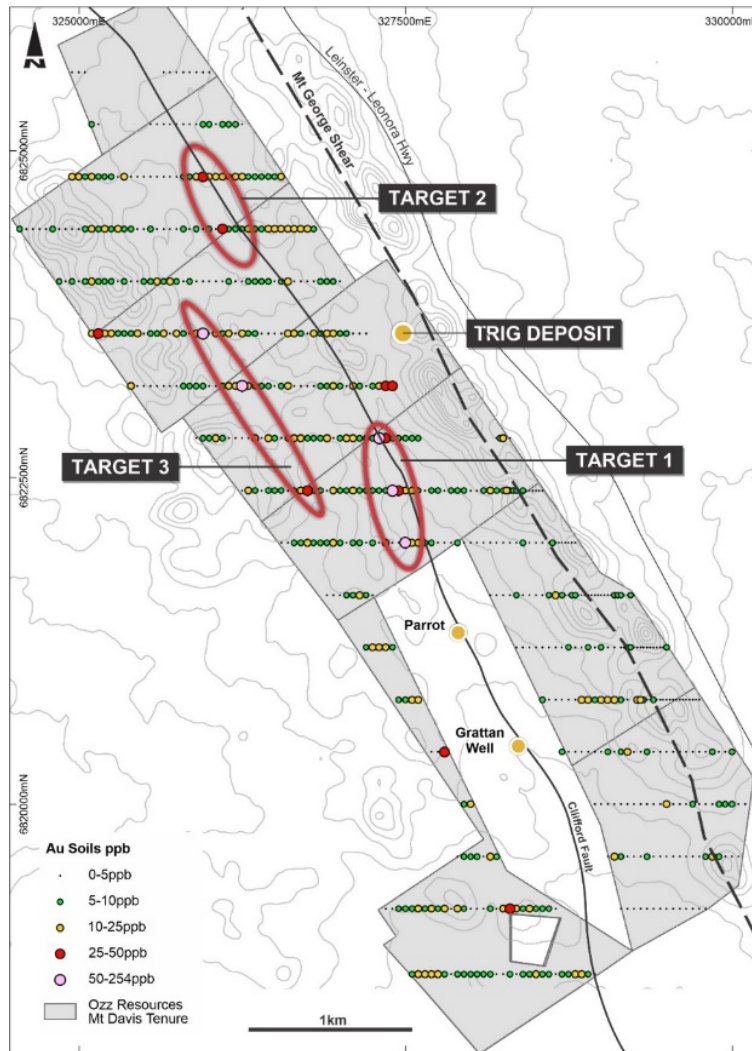 325000mE
327500mE
330000mE
N
Leinster - Leonora Hwy
Mt George Shear
6825000mN
TARGET 2
TRIG DEPOSIT
TARGET 3
TARGET 1
6822500mN
Parrot
Grattan
Well
6820000mN
Cliifford Fault
Au Soils ppb
0-5ppb
5-10ppb
10-25ppb
25-50ppb
50-254ppb
Ozz Resources
Mt Davis Tenure
1km